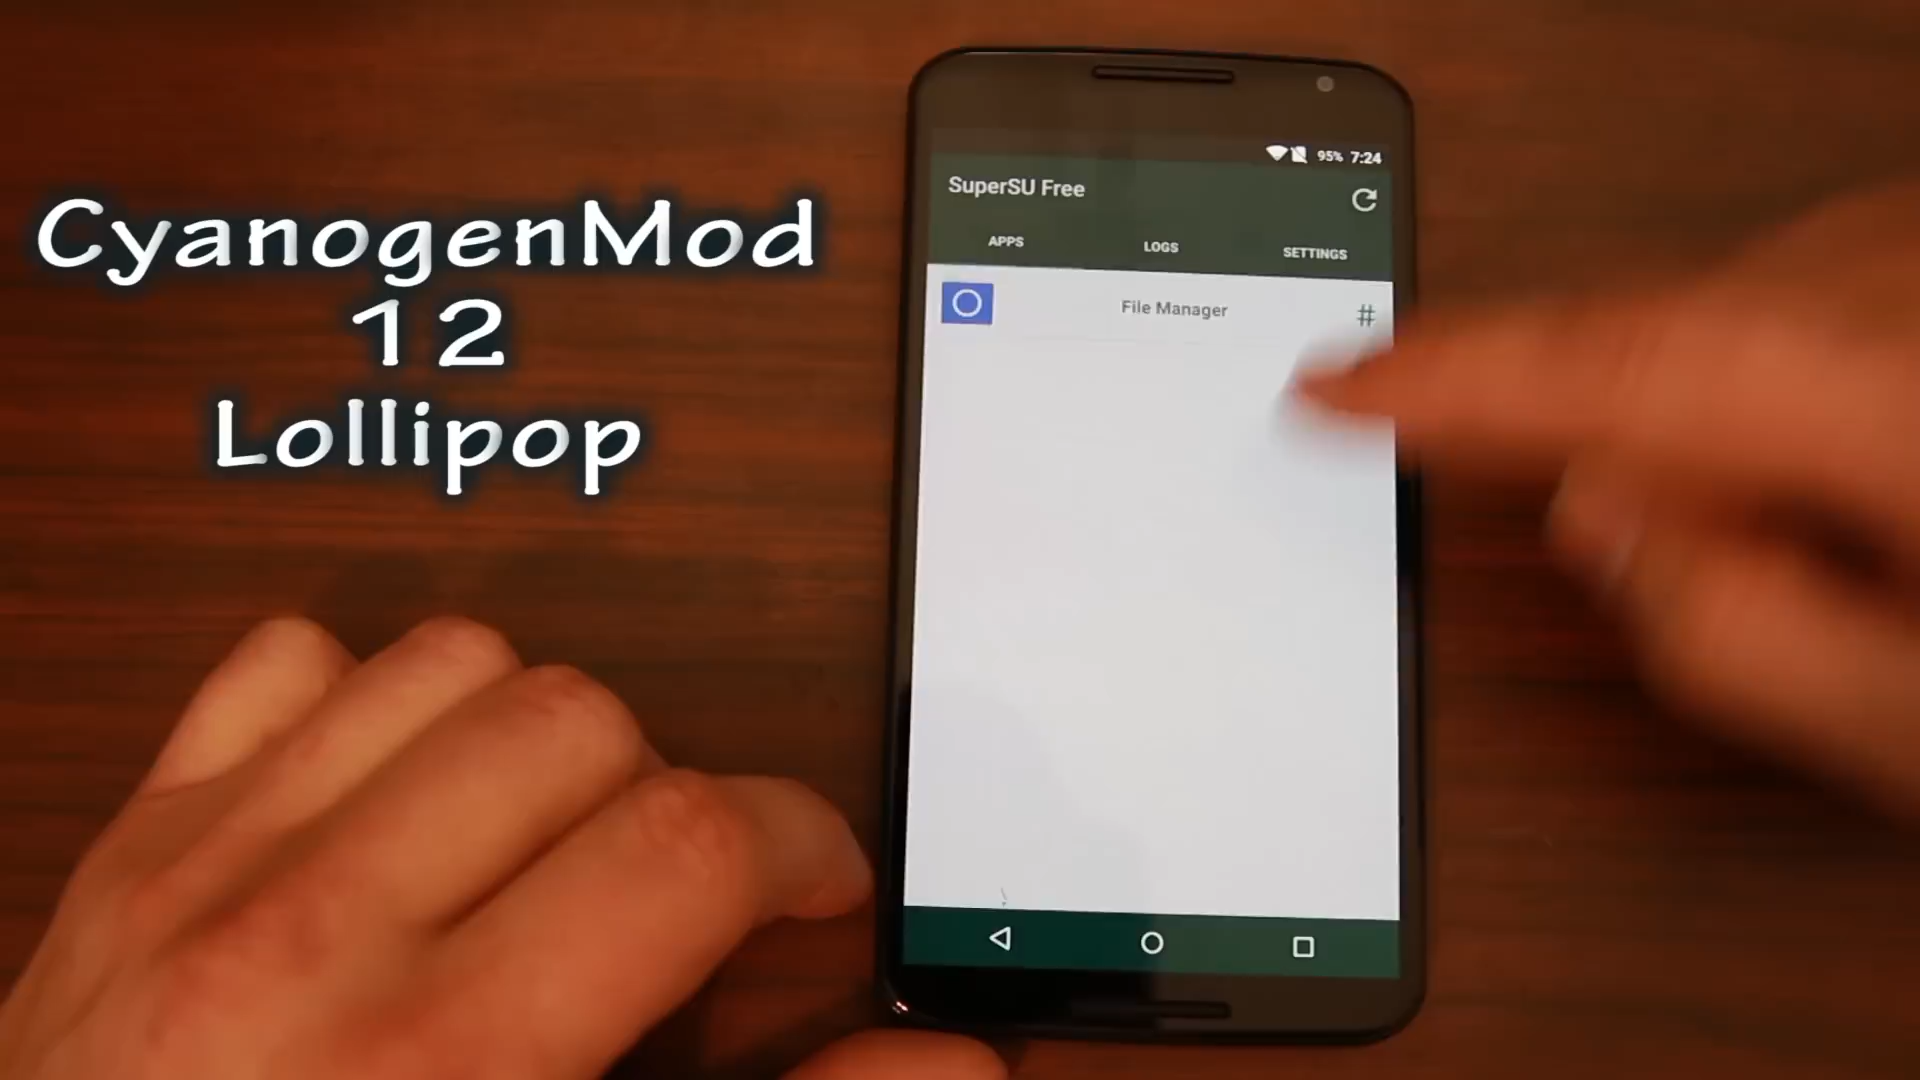 CyanogenMod
12
Lollipop
95% 7:24
SuperSU Free
APPS LOGS SETTINGS
File Manager #